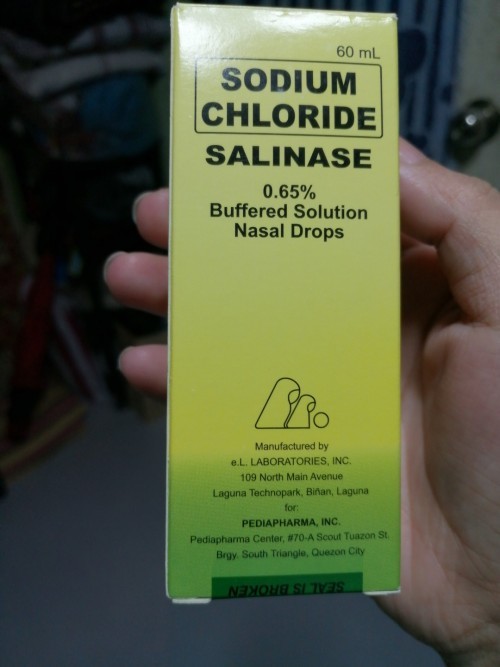 60 mL
SODIUM
CHLORIDE
SALINASE
0.65%
Buffered Solution
Nasal Drops
Manufactured by
e.L. LABORATORIES, INC.
109 North Main Avenue
Laguna Technopark, Biñan, Laguna
for:
PEDIAPHARMA, INC.
Pediapharma Center, #70-A Scout Tuazon St.
Brgy. South Triangle, Quezon City
SEAL IS BROKEN